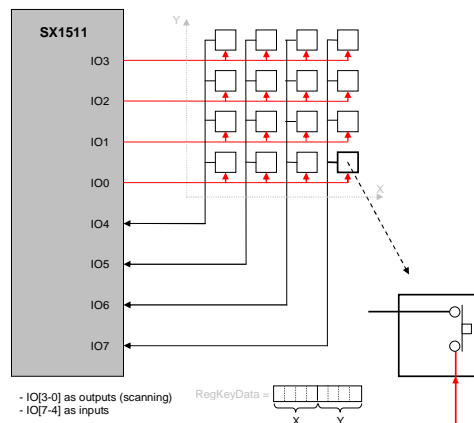 SX1511
Y
IO3
IO2
IO1
IO0
X
IO4
IO5
IO6
IO7
- IO[3-0] as outputs (scanning)
- IO[7-4] as inputs
RegKeyData =
X Y